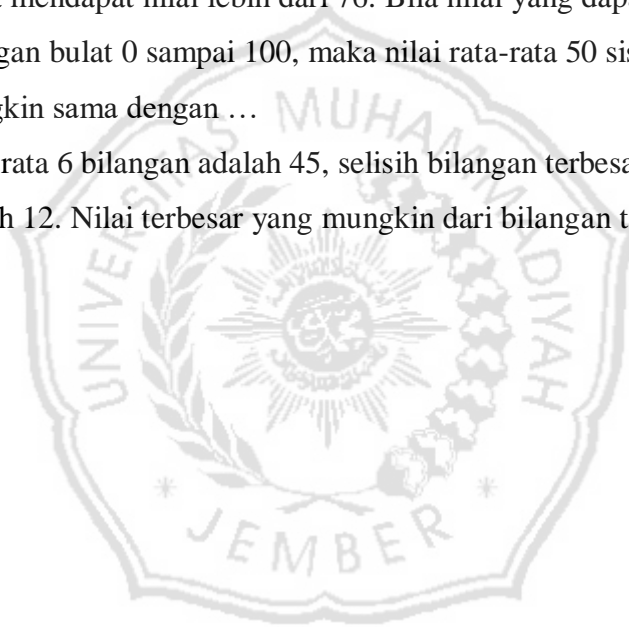 mendapat nilai lebih dari 76. Bila nilai yang dapa
gan bulat 0 sampai 100, maka nilai rata-rata 50 sis
gkin sama dengan …
rata 6 bilangan adalah 45, selisih bilangan terbesa
h 12. Nilai terbesar yang mungkin dari bilangan t
UNIVERSITAS MUHAMMADIYAH
JEMBER